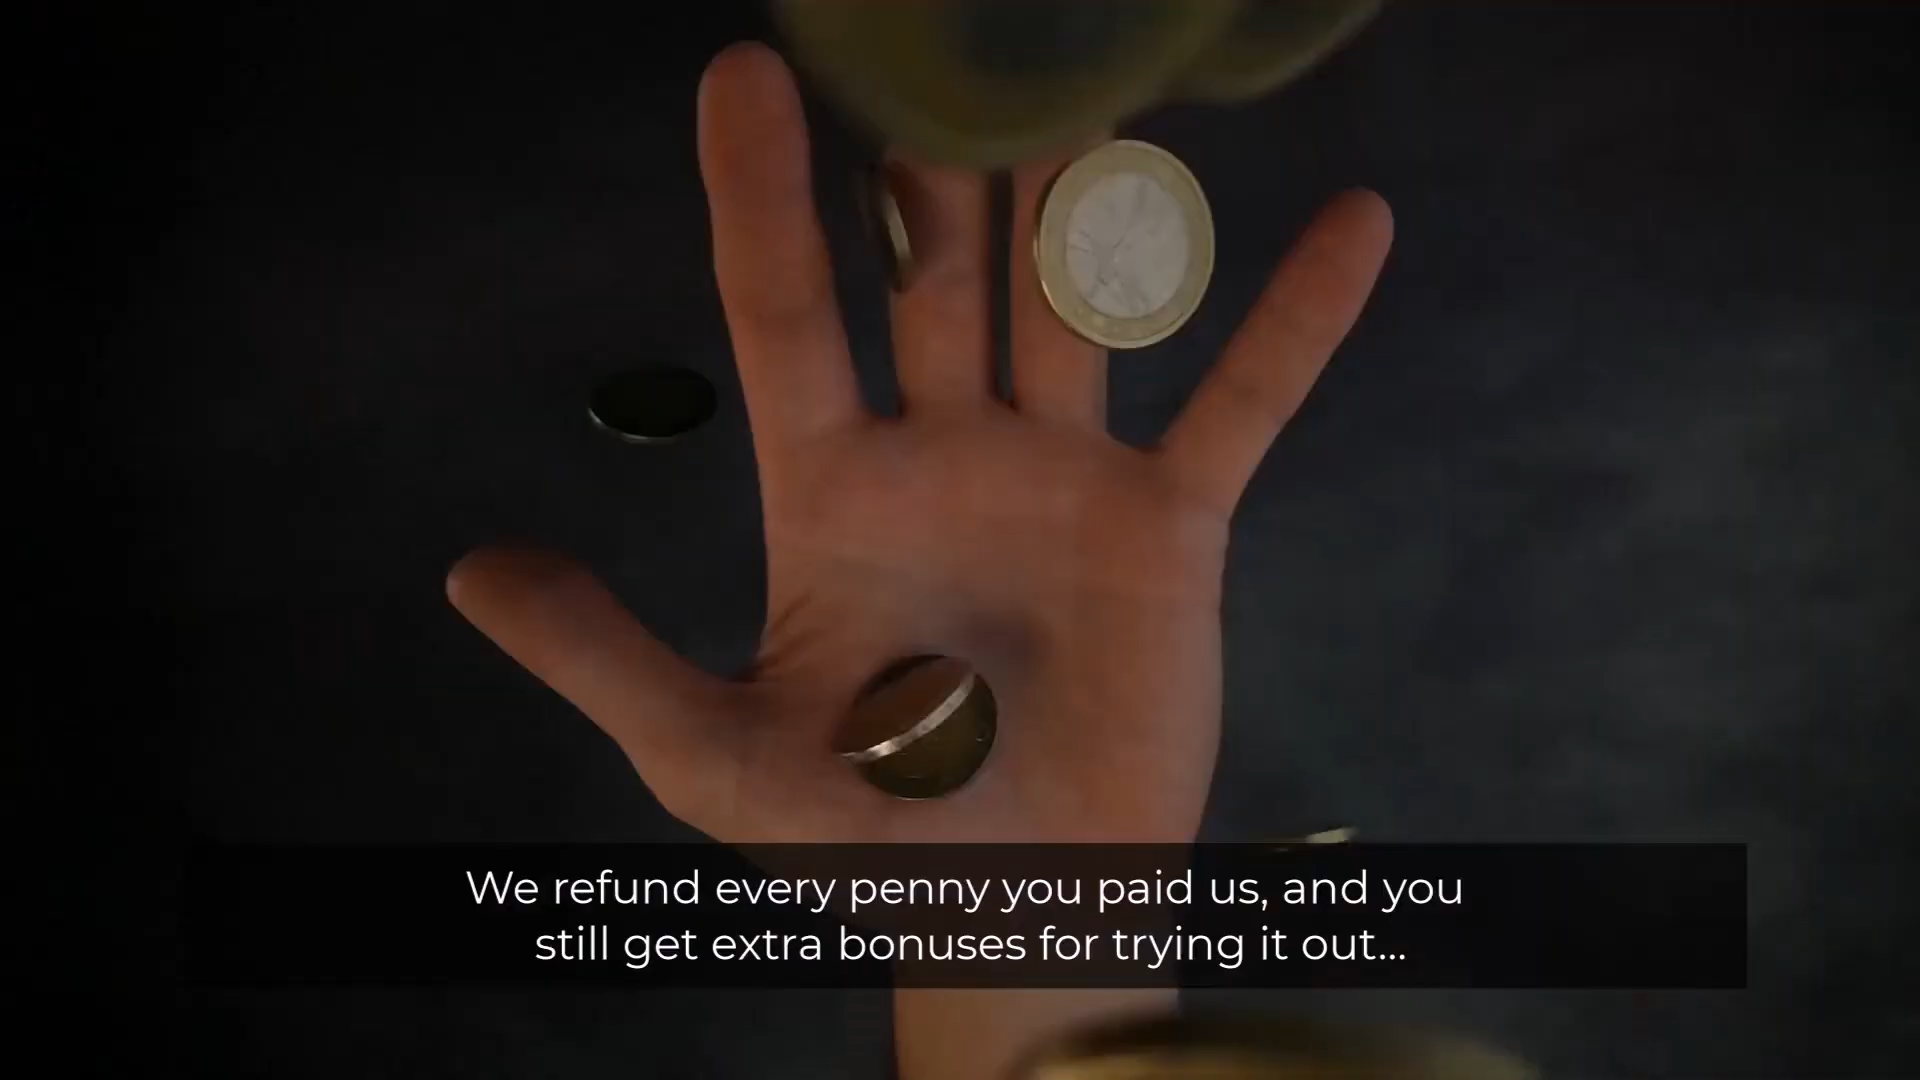 We refund every penny you paid us, and you
still get extra bonuses for trying it out...